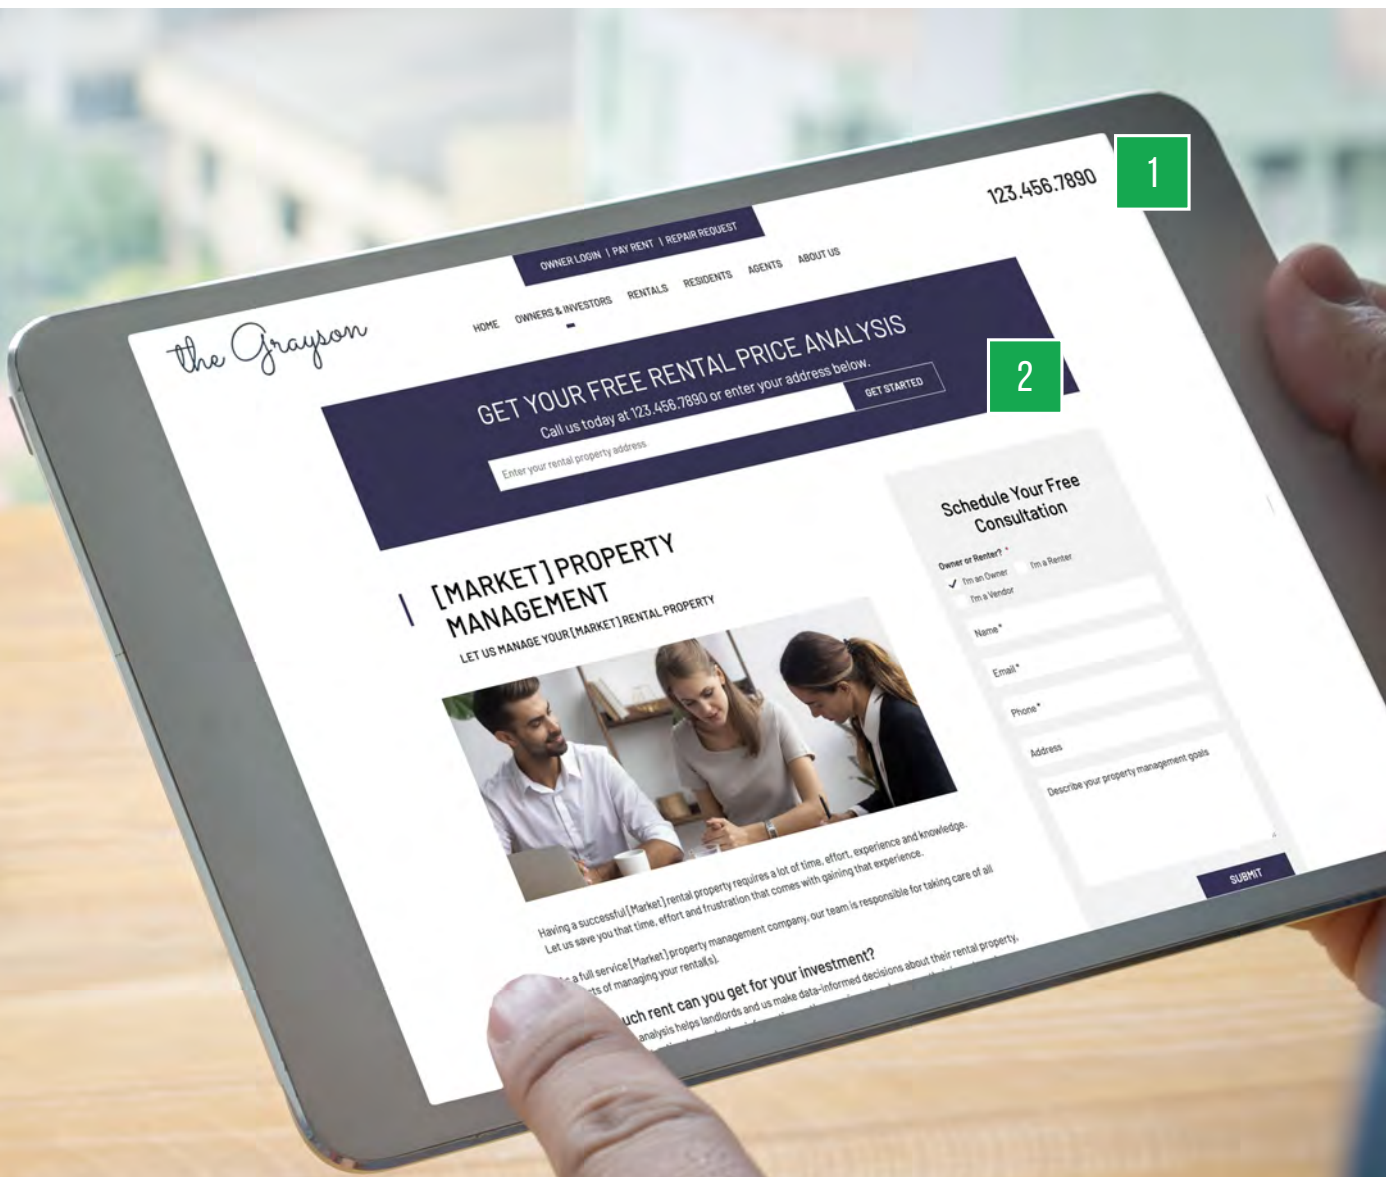 1
123.456.7890
OWNER LOGIN | PAY RENT | REPAIR REQUEST
the Grayson
HOME OWNERS & INVESTORS RENTALS RESIDENTS AGENTS ABOUT US
GET YOUR FREE RENTAL PRICE ANALYSIS
Call us today at 123.456.7890 or enter your address below.
Enter your rental property address
GET STARTED
2
[MARKET] PROPERTY
MANAGEMENT
LET US MANAGE YOUR [MARKET] RENTAL PROPERTY
Having a successful [Market] rental property requires a lot of time, effort, experience and knowledge.
Let us save you that time, effort and frustration that comes with gaining that experience.
a full service [Market] property management company, our team is responsible for taking care of all
of managing your rental(s).
rent can you get for your investment?
analysis helps landlords and us make data-informed decisions about their rental property,
Schedule Your Free
Consultation
Owner or Renter? *
I'm an Owner I'm a Renter
I'm a Vendor
Name *
Email *
Phone *
Address
Describe your property management goals
SUBMIT